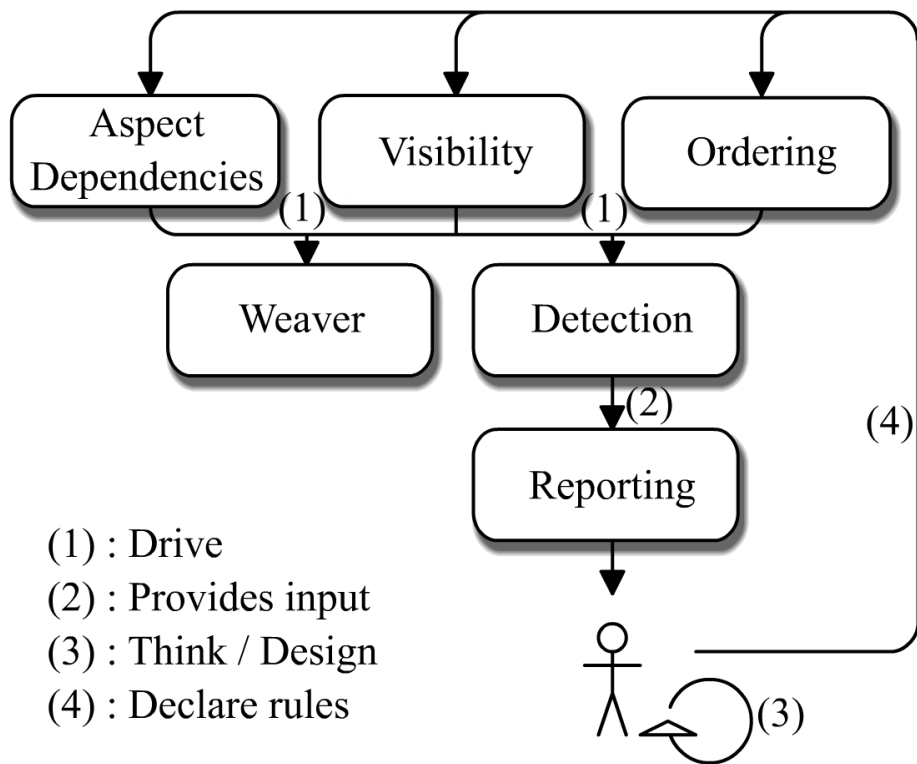 Aspect
Dependencies
Visibility
Ordering
(1)
(1)
Weaver
Detection
(2)
(4)
Reporting
(1) : Drive
(2) : Provides input
(3) : Think / Design
(4) : Declare rules
(3)